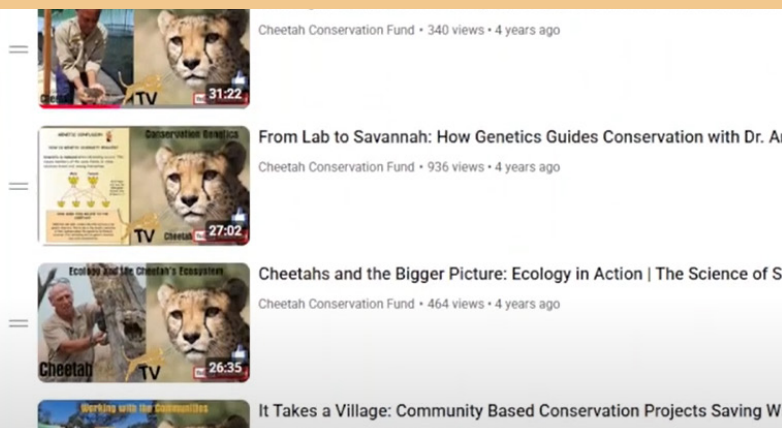 Cheetah Conservation Fund • 340 views • 4 years ago
TV
31:22
Conservation Genetics
From Lab to Savannah: How Genetics Guides Conservation with Dr. A
TV
Cheetah
27:02
Cheetah Conservation Fund • 936 views • 4 years ago
Ecology and the Cheetah's Ecosystem
Cheetahs and the Bigger Picture: Ecology in Action | The Science of S
Cheetah Conservation Fund • 464 views • 4 years ago
Cheetah
TV
26:35
Working with the Communities
It Takes a Village: Community Based Conservation Projects Saving W